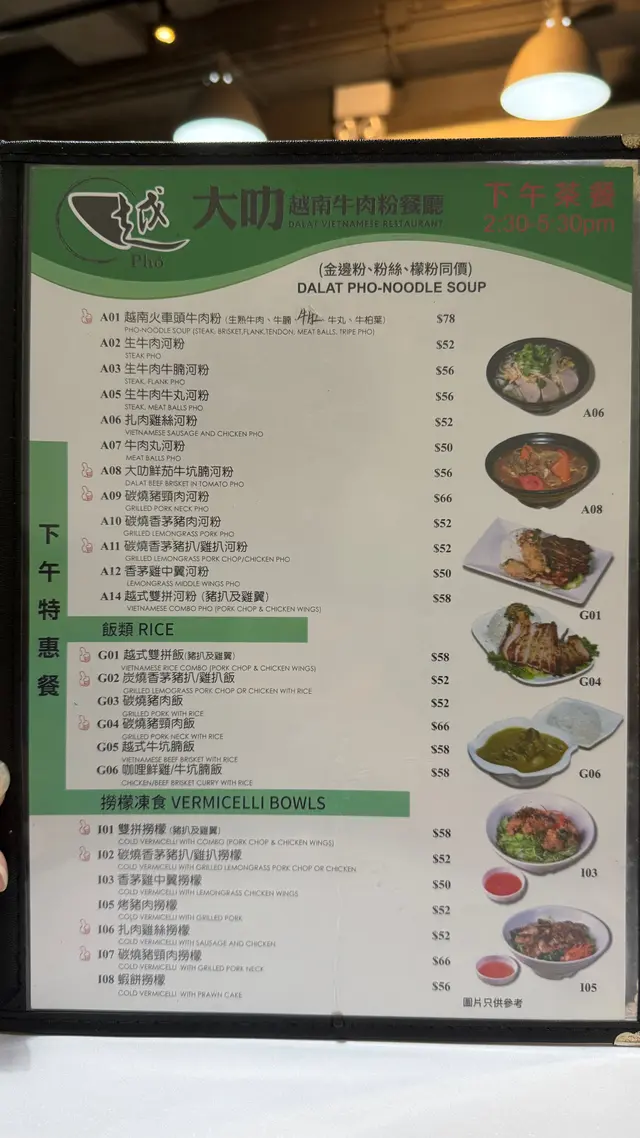 越
Phở
大叻越南牛肉粉餐廳
DALAT VIETNAMESE RESTAURANT
下午茶餐
2:30-5:30pm
(金邊粉、粉絲、檬粉同價)
DALAT PHO-NOODLE SOUP
下午特惠餐
A01 越南火車頭牛肉粉 (生熟牛肉、牛腩、牛丸、牛柏葉) $78
PHO-NOODLE SOUP (STEAK, BRISKET,FLANK,TENDON, MEAT BALLS, TRIPE PHO)
A02 生牛肉河粉 $52
STEAK PHO
A03 生牛肉牛腩河粉 $56
STEAK, FLANK PHO
A05 生牛肉牛丸河粉 $56
STEAK, MEAT BALLS PHO
A06 扎肉雞絲河粉 $52
VIETNAMESE SAUSAGE AND CHICKEN PHO
A07 牛肉丸河粉 $50
MEAT BALLS PHO
A08 大叻鮮茄牛坑腩河粉 $56
DALAT BEEF BRISKET IN TOMATO PHO
A09 碳燒豬頸肉河粉 $66
GRILLED PORK NECK PHO
A10 碳燒香茅豬肉河粉 $52
GRILLED LEMONGRASS PORK PHO
A11 碳燒香茅豬扒/雞扒河粉 $52
GRILLED LEMONGRASS PORK CHOP/CHICKEN PHO
A12 香茅雞中翼河粉 $50
LEMONGRASS MIDDLE-WINGS PHO
A14 越式雙拼河粉 (豬扒及雞翼) $58
VIETNAMESE COMBO PHO (PORK CHOP & CHICKEN WINGS)
飯類 RICE
G01 越式雙拼飯(豬扒及雞翼) $58
VIETNAMESE RICE COMBO (PORK CHOP & CHICKEN WINGS)
G02 炭燒香茅豬扒/雞扒飯 $52
GRILLED LEMOGRASS PORK CHOP OR CHICKEN WITH RICE
G03 碳燒豬肉飯 $52
GRILLED PORK WITH RICE
G04 碳燒豬頸肉飯 $66
GRILLED PORK NECK WITH RICE
G05 越式牛坑腩飯 $58
VIETNAMESE BEEF BRISKET WITH RICE
G06 咖哩鮮雞/牛坑腩飯 $58
CHICKEN/BEEF BRISKET CURRY WITH RICE
撈檬凍食 VERMICELLI BOWLS
I01 雙拼撈檬 (豬扒及雞翼) $58
COLD VERMICELLI WITH COMBO (PORK CHOP & CHICKEN WINGS)
I02 碳燒香茅豬扒/雞扒撈檬 $52
COLD VERMICELLI WITH GRILLED LEMONGRASS PORK CHOP OR CHICKEN
I03 香茅雞中翼撈檬 $50
COLD VERMICELLI WITH LEMONGRASS CHICKEN WINGS
I05 烤豬肉撈檬 $52
COLD VERMICELLI WITH GRILLED PORK
I06 扎肉雞絲撈檬 $52
COLD VERMICELLI WITH SAUSAGE AND CHICKEN
I07 碳燒豬頸肉撈檬 $66
COLD VERMICELLI WITH GRILLED PORK NECK
I08 蝦餅撈檬 $56
COLD VERMICELLI WITH PRAWN CAKE
A06
A08
G01
G04
G06
I03
I05
圖片只供參考